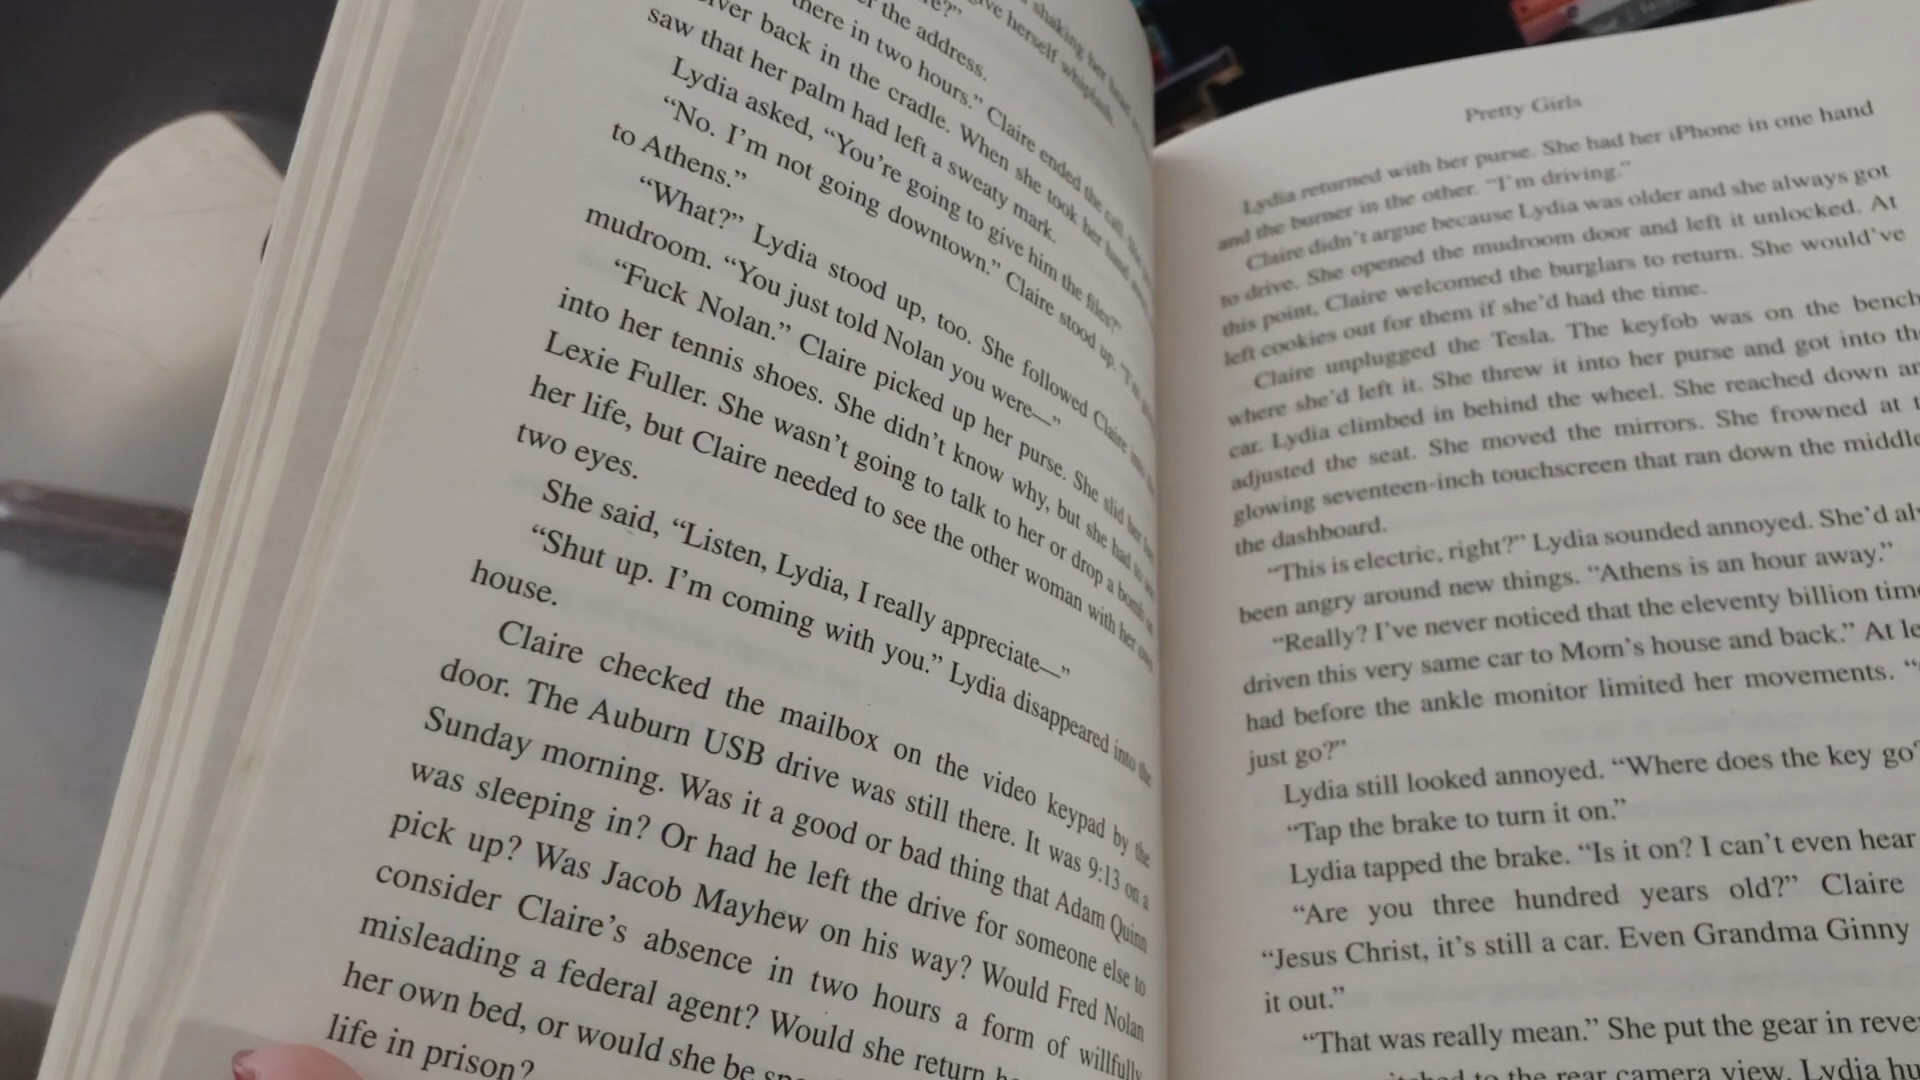 shaking her head
give herself whiplash.
the address.
there in two hours." Claire ended the call.
back in the cradle. When she took her hand
saw that her palm had left a sweaty mark.
Lydia asked, "You're going to give him the files?"
"No. I'm not going downtown." Claire stood up.
to Athens."
"What?" Lydia stood up, too. She followed Claire
mudroom. "You just told Nolan you were—"
"Fuck Nolan." Claire picked up her purse. She slid her
into her tennis shoes. She didn't know why, but she had to see
Lexie Fuller. She wasn't going to talk to her or drop a bomb
her life, but Claire needed to see the other woman with her own
two eyes.
She said, "Listen, Lydia, I really appreciate—"
"Shut up. I'm coming with you." Lydia disappeared into the
house.
Claire checked the mailbox on the video keypad by the
door. The Auburn USB drive was still there. It was 9:13 on a
Sunday morning. Was it a good or bad thing that Adam Quinn
was sleeping in? Or had he left the drive for someone else to
pick up? Was Jacob Mayhew on his way? Would Fred Nolan
consider Claire's absence in two hours a form of willfully
misleading a federal agent? Would she return
her own bed, or would she be
life in prison?
Pretty Girls
Lydia returned with her purse. She had her iPhone in one hand
and the burner in the other. "I'm driving."
Claire didn't argue because Lydia was older and she always got
to drive. She opened the mudroom door and left it unlocked. At
this point, Claire welcomed the burglars to return. She would've
left cookies out for them if she'd had the time.
Claire unplugged the Tesla. The keyfob was on the bench
where she'd left it. She threw it into her purse and got into the
car. Lydia climbed in behind the wheel. She reached down
adjusted the seat. She moved the mirrors. She frowned at
glowing seventeen-inch touchscreen that ran down the middle
the dashboard.
"This is electric, right?" Lydia sounded annoyed. She'd
been angry around new things. "Athens is an hour away."
"Really? I've never noticed that the eleventy billion
driven this very same car to Mom's house and back." At
had before the ankle monitor limited her movements.
just go?"
Lydia still looked annoyed. "Where does the key go
"Tap the brake to turn it on."
Lydia tapped the brake. "Is it on? I can't even hear
"Are you three hundred years old?" Claire
"Jesus Christ, it's still a car. Even Grandma Ginny
it out."
"That was really mean." She put the gear in
to the rear camera view. Lydia